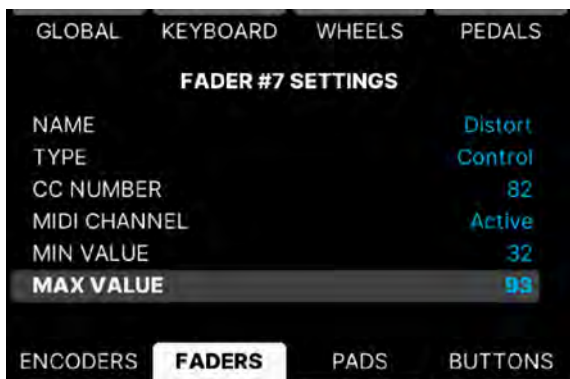 GLOBAL KEYBOARD WHEELS PEDALS
FADER #7 SETTINGS
NAME Distort
TYPE Control
CC NUMBER 82
MIDI CHANNEL Active
MIN VALUE 32
MAX VALUE 93
ENCODERS FADERS PADS BUTTONS